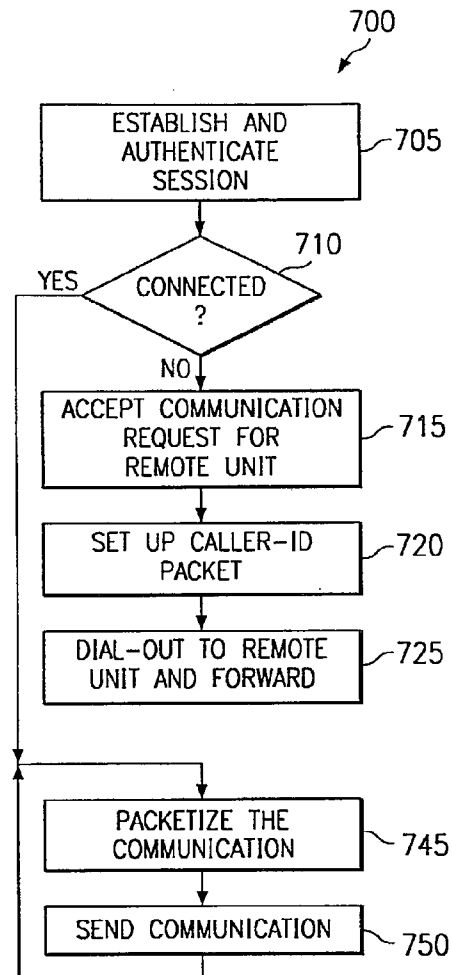 700
ESTABLISH AND
AUTHENTICATE
SESSION
705
710
YES
CONNECTED
?
NO
ACCEPT COMMUNICATION
REQUEST FOR
REMOTE UNIT
715
SET UP CALLER-ID
PACKET
720
DIAL-OUT TO REMOTE
UNIT AND FORWARD
725
PACKETIZE THE
COMMUNICATION
745
SEND COMMUNICATION
750